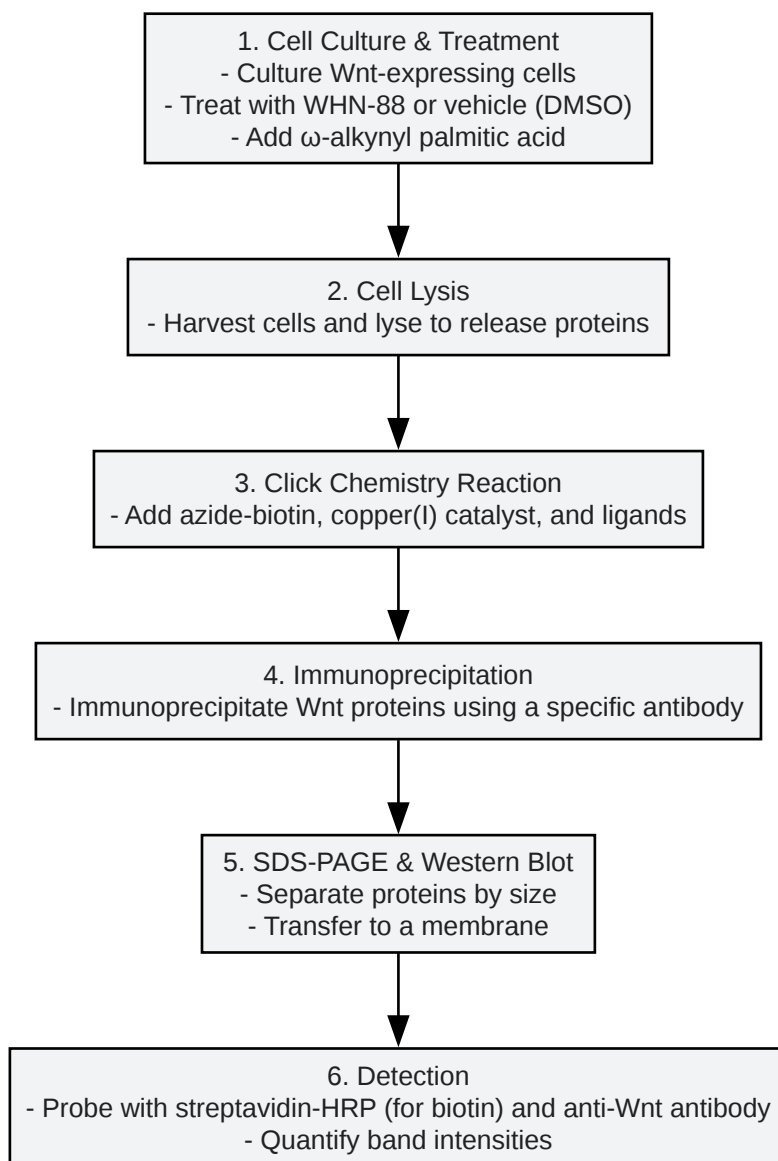 1. Cell Culture & Treatment
- Culture Wnt-expressing cells
- Treat with WHN-88 or vehicle (DMSO)
- Add ω-alkynyl palmitic acid
2. Cell Lysis
- Harvest cells and lyse to release proteins
3. Click Chemistry Reaction
- Add azide-biotin, copper(I) catalyst, and ligands
4. Immunoprecipitation
- Immunoprecipitate Wnt proteins using a specific antibody
5. SDS-PAGE & Western Blot
- Separate proteins by size
- Transfer to a membrane
6. Detection
- Probe with streptavidin-HRP (for biotin) and anti-Wnt antibody
- Quantify band intensities